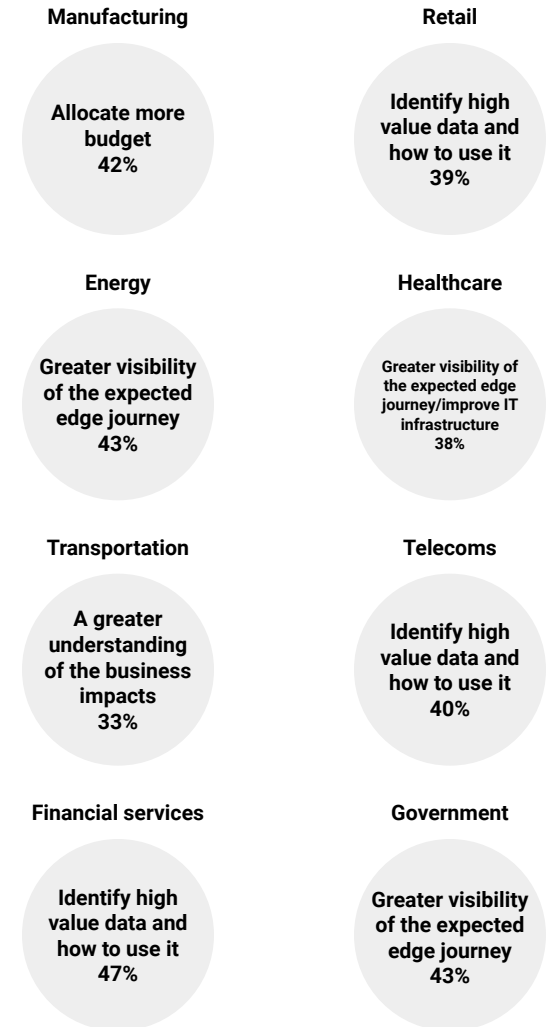 Manufacturing
Allocate more
budget
42%
Retail
Identify high
value data and
how to use it
39%
Energy
Greater visibility
of the expected
edge journey
43%
Healthcare
Greater visibility of
the expected edge
journey/improve IT
infrastructure
38%
Transportation
A greater
understanding
of the business
impacts
33%
Telecoms
Identify high
value data and
how to use it
40%
Financial services
Identify high
value data and
how to use it
47%
Government
Greater visibility
of the expected
edge journey
43%